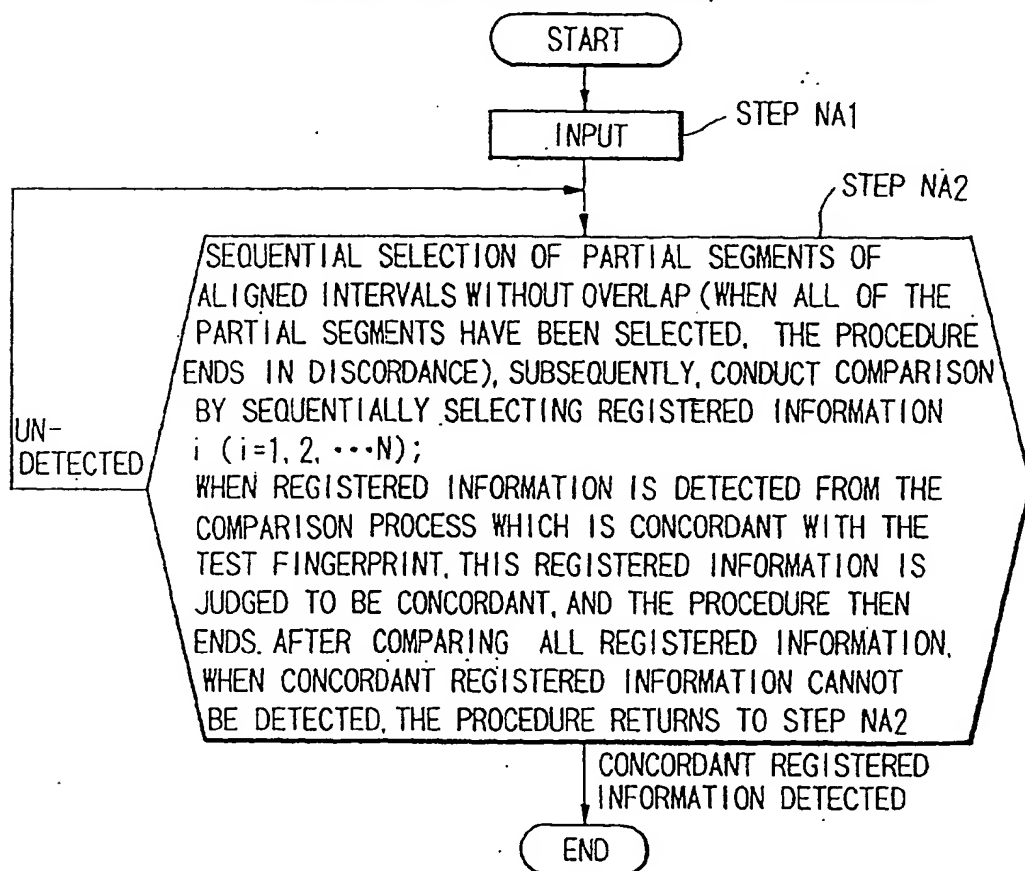 START
INPUT
STEP NA1
STEP NA2
SEQUENTIAL SELECTION OF PARTIAL SEGMENTS OF
ALIGNED INTERVALS WITHOUT OVERLAP (WHEN ALL OF THE
PARTIAL SEGMENTS HAVE BEEN SELECTED, THE PROCEDURE
ENDS IN DISCORDANCE), SUBSEQUENTLY, CONDUCT COMPARISON
BY SEQUENTIALLY SELECTING REGISTERED INFORMATION
i (i=1, 2, ···N);
WHEN REGISTERED INFORMATION IS DETECTED FROM THE
COMPARISON PROCESS WHICH IS CONCORDANT WITH THE
TEST FINGERPRINT, THIS REGISTERED INFORMATION IS
JUDGED TO BE CONCORDANT, AND THE PROCEDURE THEN
ENDS. AFTER COMPARING ALL REGISTERED INFORMATION,
WHEN CONCORDANT REGISTERED INFORMATION CANNOT
BE DETECTED, THE PROCEDURE RETURNS TO STEP NA2
UN-
DETECTED
CONCORDANT REGISTERED
INFORMATION DETECTED
END